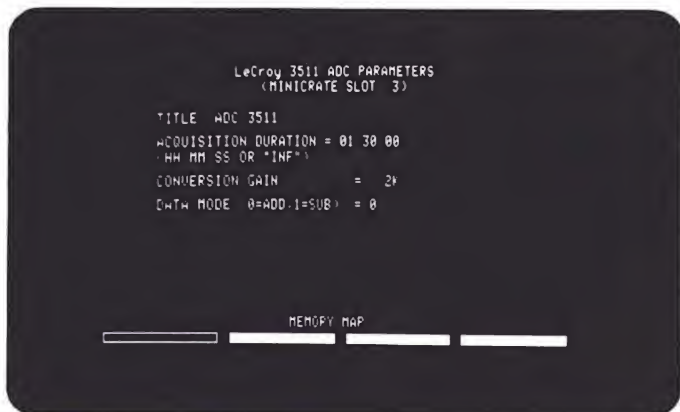 LeCroy 3511 ADC PARAMETERS
(MINICRATE SLOT 3)
TITLE ADC 3511
ACQUISITION DURATION = 01 30 00
(HH MM SS OR "INF")
CONVERSION GAIN = 2K
DATA MODE 0=ADD,1=SUB) = 0
MEMORY MAP